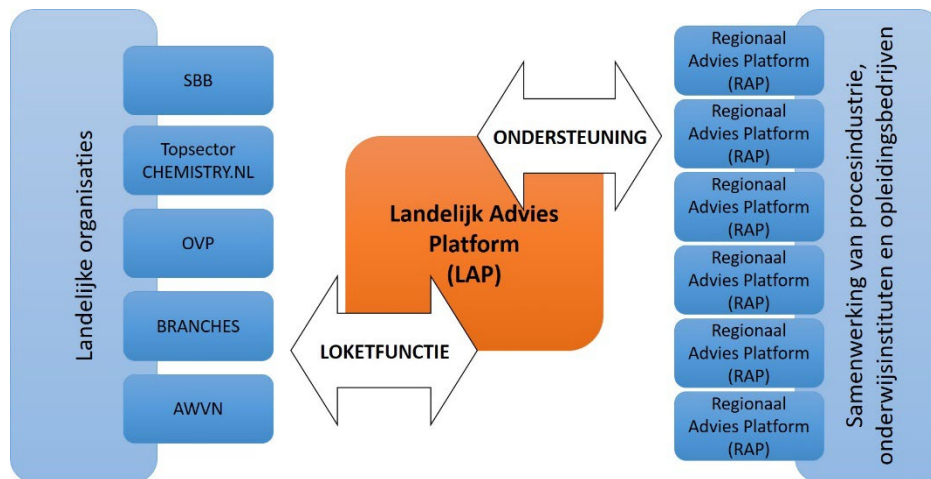 Landelijke organisaties
SBB
Topsector
CHEMISTRY.NL
OVP
BRANCHES
AWVN
ONDERSTEUNING
Landelijk Advies
Platform
(LAP)
LOKETFUNCTIE
Regionaal
Advies Platform
(RAP)
Regionaal
Advies Platform
(RAP)
Regionaal
Advies Platform
(RAP)
Regionaal
Advies Platform
(RAP)
Regionaal
Advies Platform
(RAP)
Regionaal
Advies Platform
(RAP)
Samenwerking van procesindustrie,
onderwijsinstituten en opleidingsbedrijven